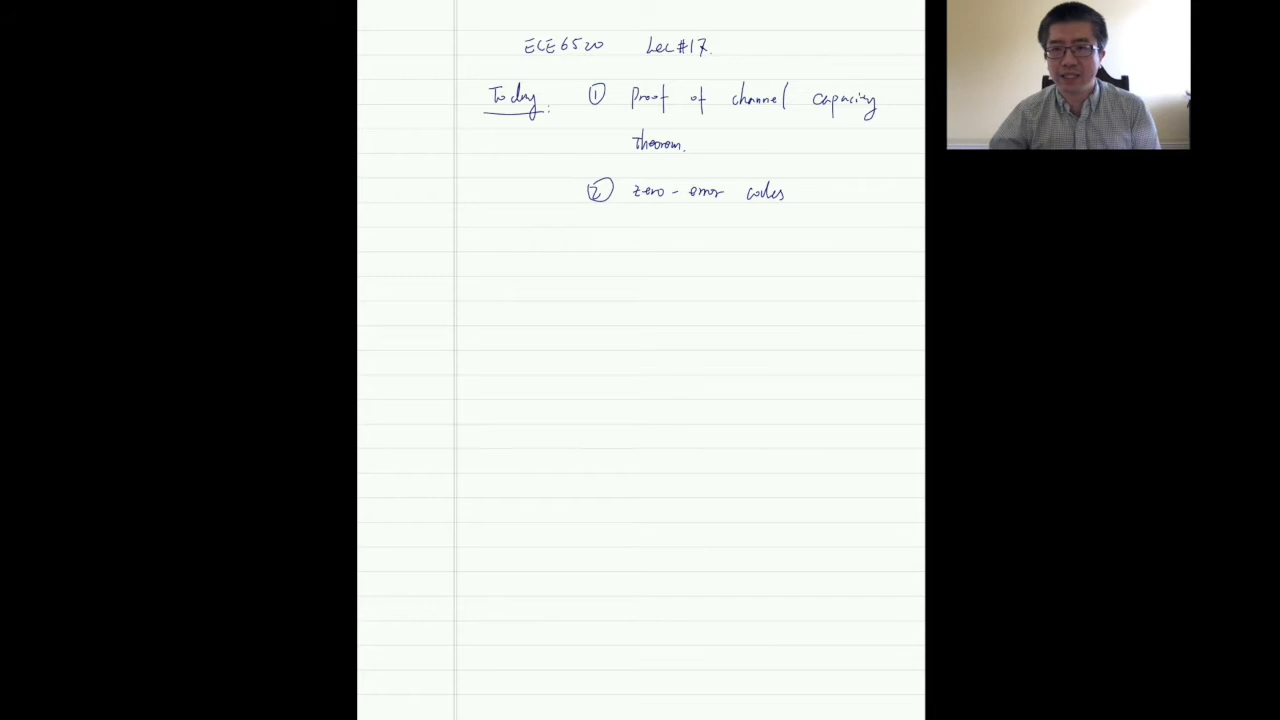 ECE6520 Lec#17.
Today: ① Proof of channel capacity
theorem.
② zero-error codes